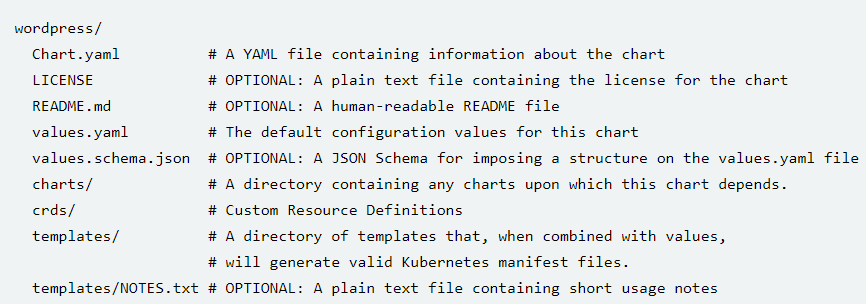 wordpress/
  Chart.yaml          # A YAML file containing information about the chart
  LICENSE             # OPTIONAL: A plain text file containing the license for the chart
  README.md           # OPTIONAL: A human-readable README file
  values.yaml         # The default configuration values for this chart
  values.schema.json  # OPTIONAL: A JSON Schema for imposing a structure on the values.yaml file
  charts/             # A directory containing any charts upon which this chart depends.
  crds/               # Custom Resource Definitions
  templates/          # A directory of templates that, when combined with values,
                      # will generate valid Kubernetes manifest files.
  templates/NOTES.txt # OPTIONAL: A plain text file containing short usage notes